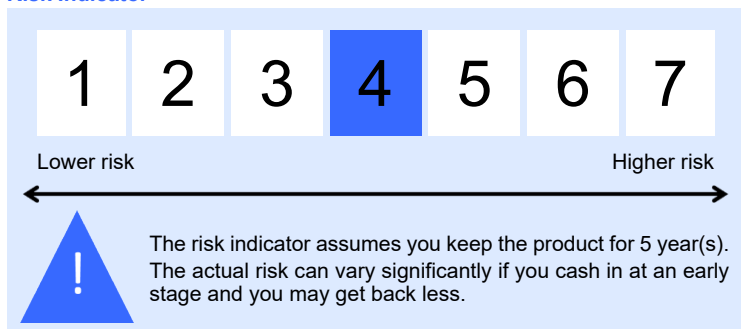 Risk Indicator
1 2 3 4 5 6 7
Lower risk Higher risk
!
The risk indicator assumes you keep the product for 5 year(s).
The actual risk can vary significantly if you cash in at an early
stage and you may get back less.